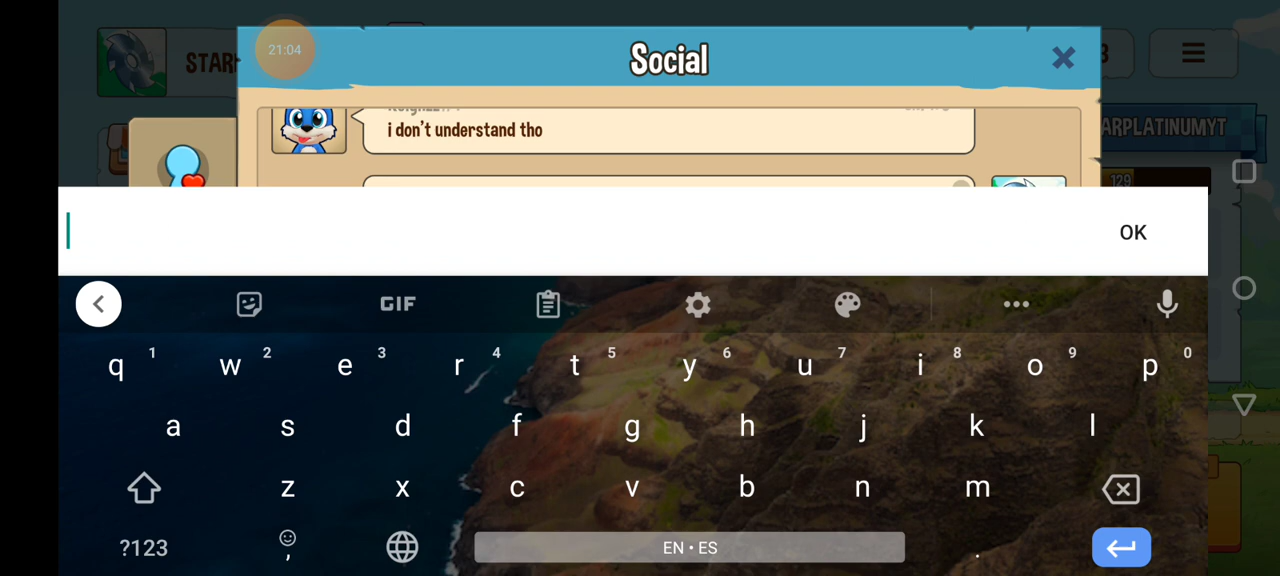 21:04
Social
i don't understand tho
ARPLATINUMYT
129
OK
GIF
q 1 w 2 e 3 r 4 t 5 y 6 u 7 i 8 o 9 p 0
a s d f g h j k l
z x c v b n m
?123 , EN • ES .